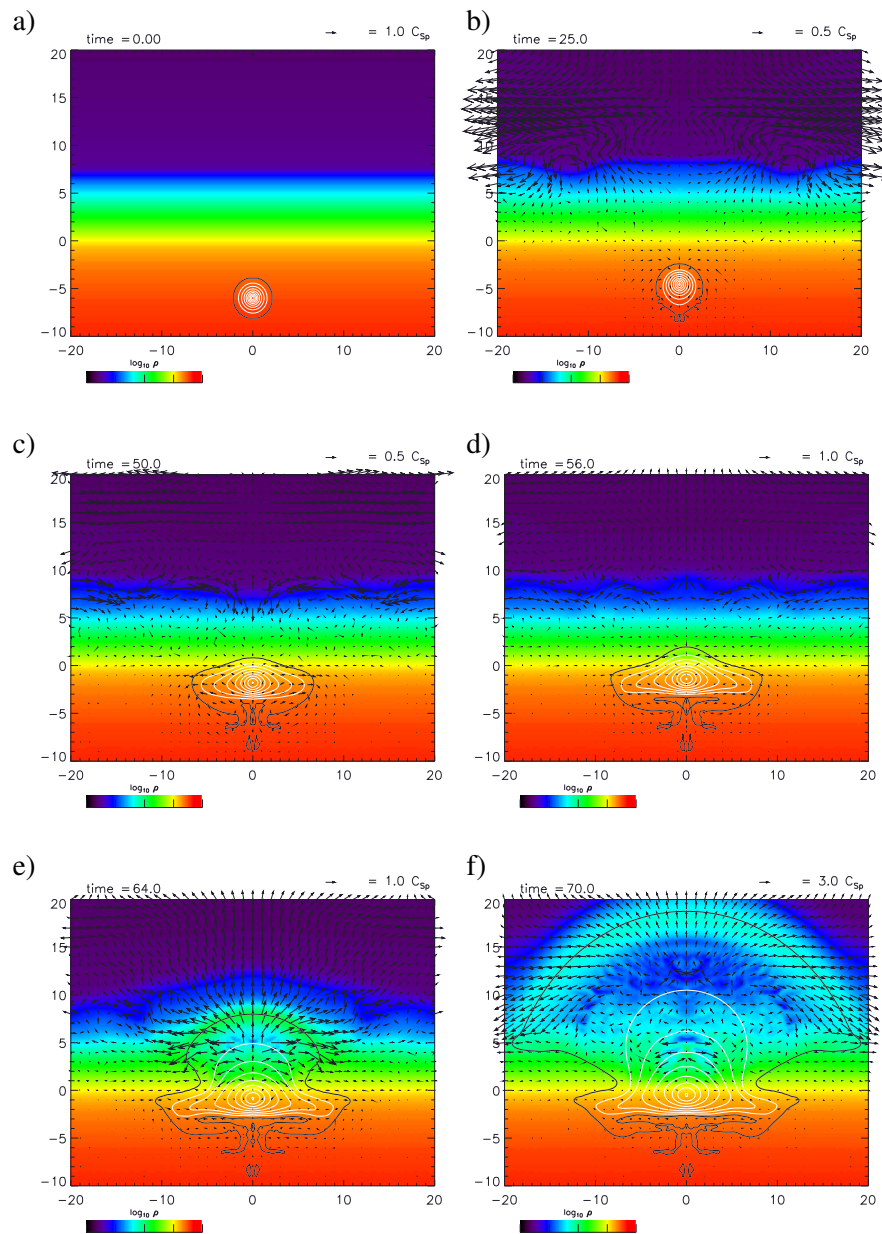 a)
b)
time =0.00 = 1.0 C_Sp
time =25.0 = 0.5 C_Sp
20
15
10
5
0
−5
−10
−20 −10 0 10 20
log₁₀ ρ
20
15
10
5
0
−5
−10
−20 −10 0 10 20
log₁₀ ρ
c)
d)
time =50.0 = 0.5 C_Sp
time =56.0 = 1.0 C_Sp
20
15
10
5
0
−5
−10
−20 −10 0 10 20
log₁₀ ρ
20
15
10
5
0
−5
−10
−20 −10 0 10 20
log₁₀ ρ
e)
f)
time =64.0 = 1.0 C_Sp
time =70.0 = 3.0 C_Sp
20
15
10
5
0
−5
−10
−20 −10 0 10 20
log₁₀ ρ
20
15
10
5
0
−5
−10
−20 −10 0 10 20
log₁₀ ρ